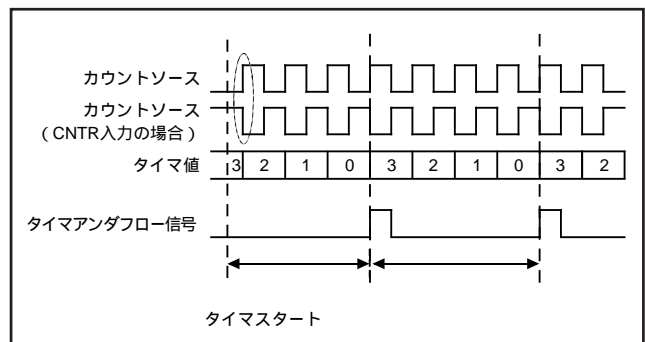 カウントソース
カウントソース
（CNTR入力の場合）
タイマ値 3 2 1 0 3 2 1 0 3 2
タイマアンダフロー信号
タイマスタート